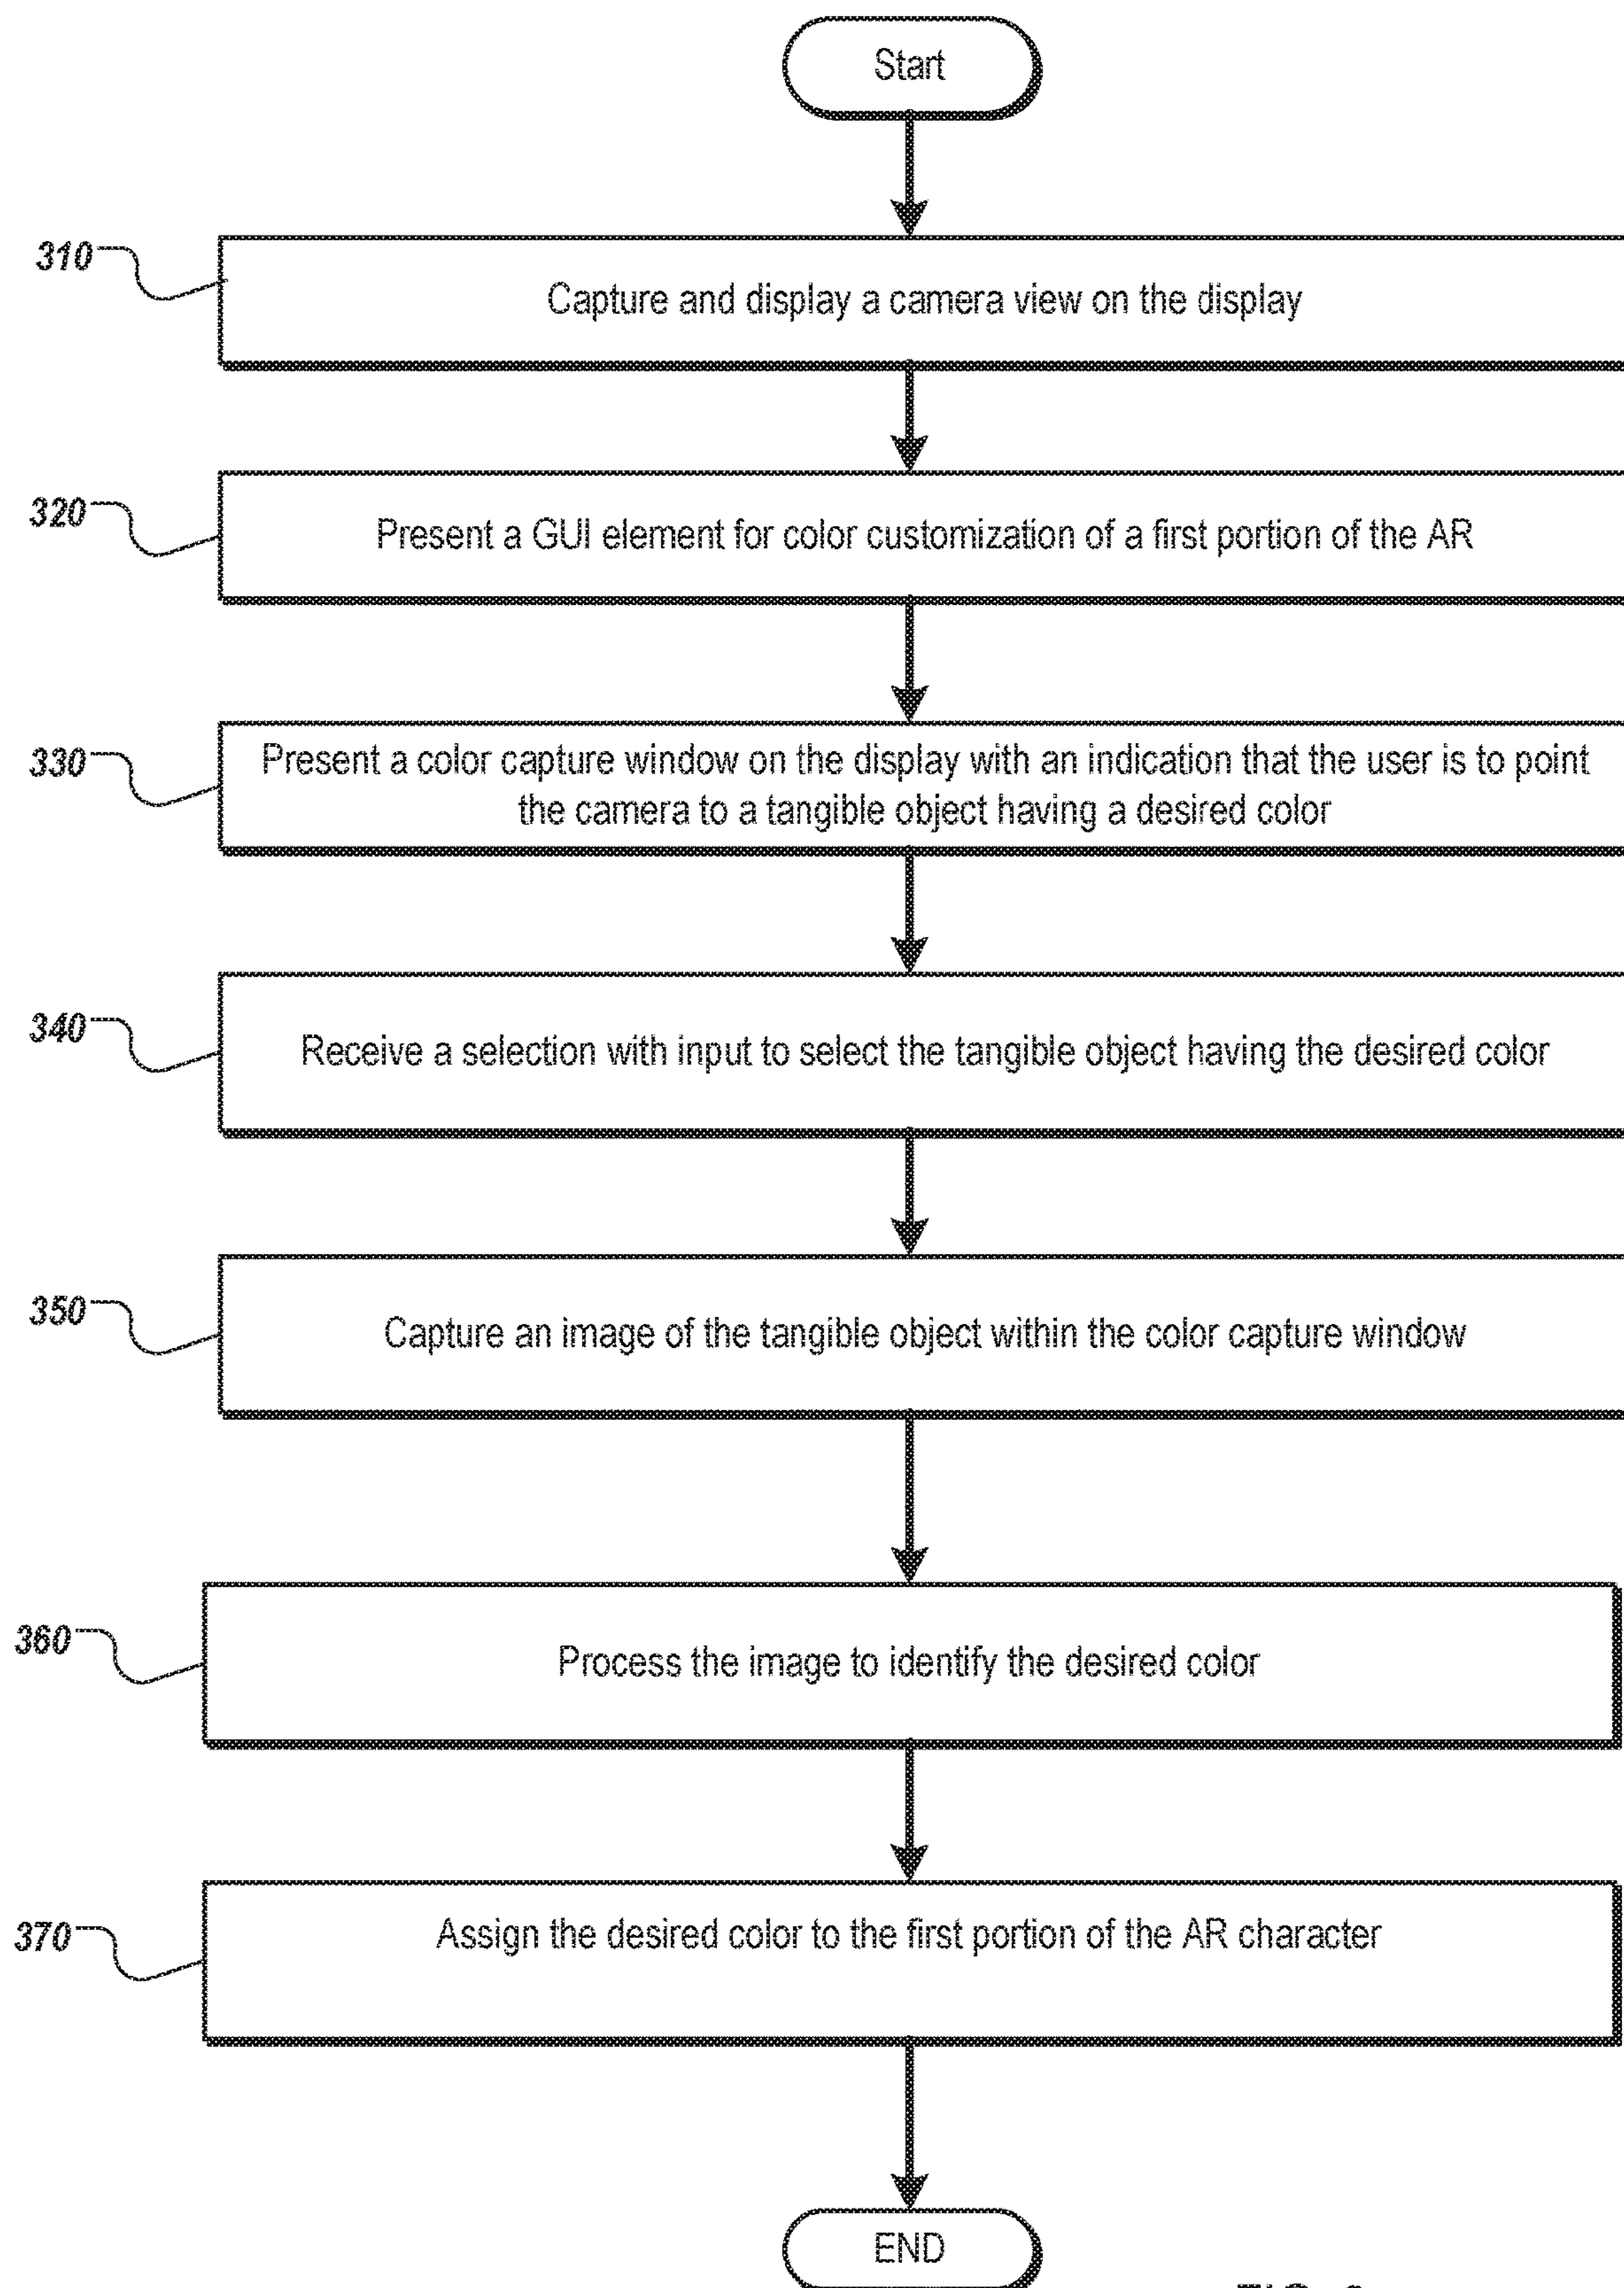 Start
310
Capture and display a camera view on the display
320
Present a GUI element for color customization of a first portion of the AR
330
Present a color capture window on the display with an indication that the user is to point
the camera to a tangible object having a desired color
340
Receive a selection with input to select the tangible object having the desired color
350
Capture an image of the tangible object within the color capture window
360
Process the image to identify the desired color
370
Assign the desired color to the first portion of the AR character
END